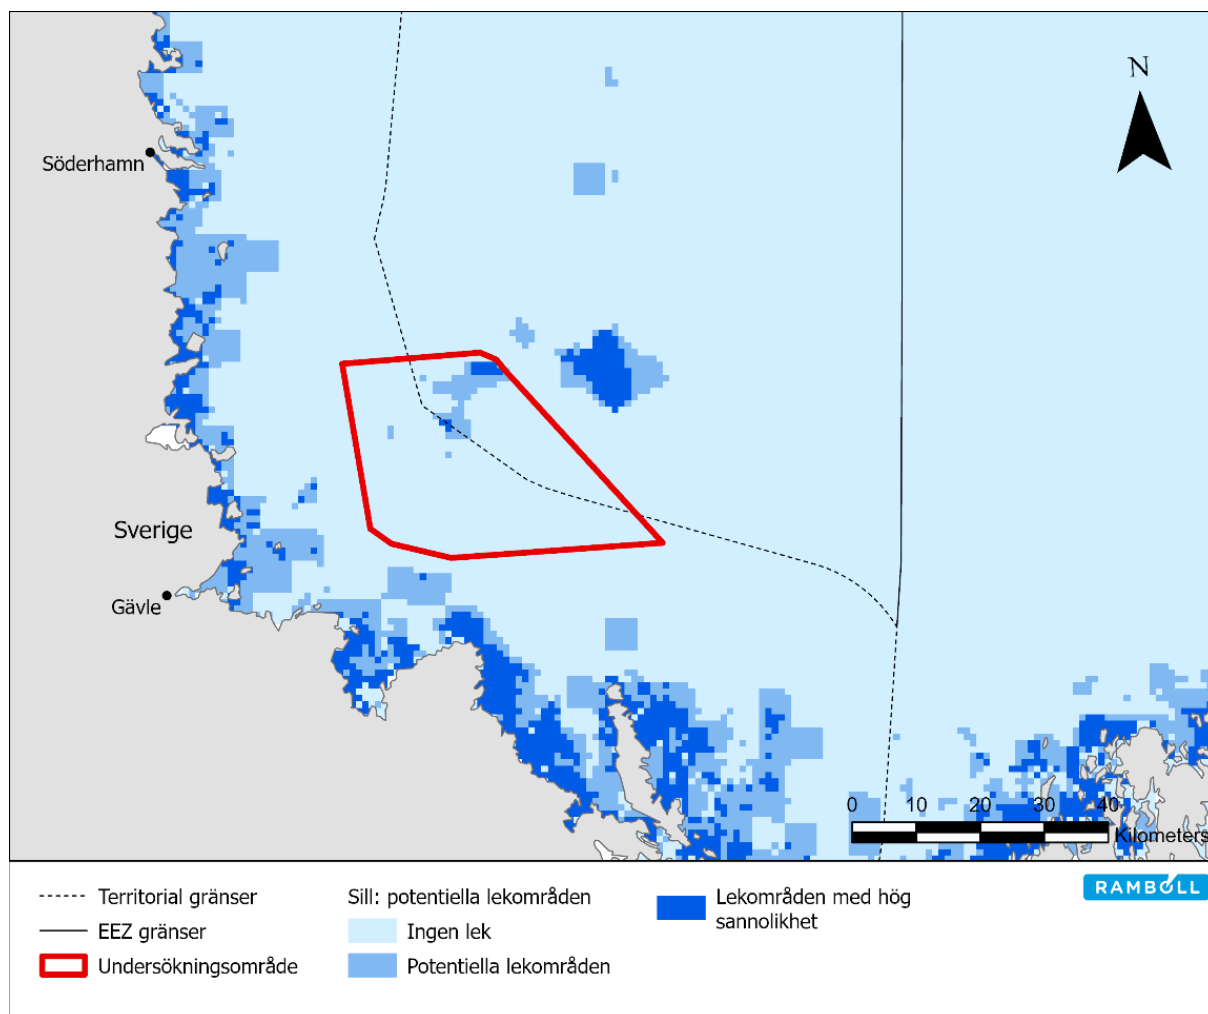 N
Söderhamn
Sverige
Gävle
0 10 20 30 40
Kilometers
RAMBOLL
Territorial gränser
EEZ gränser
Undersökningsområde
Sill: potentiella lekområden
Ingen lek
Potentiella lekområden
Lekområden med hög
sannolikhet